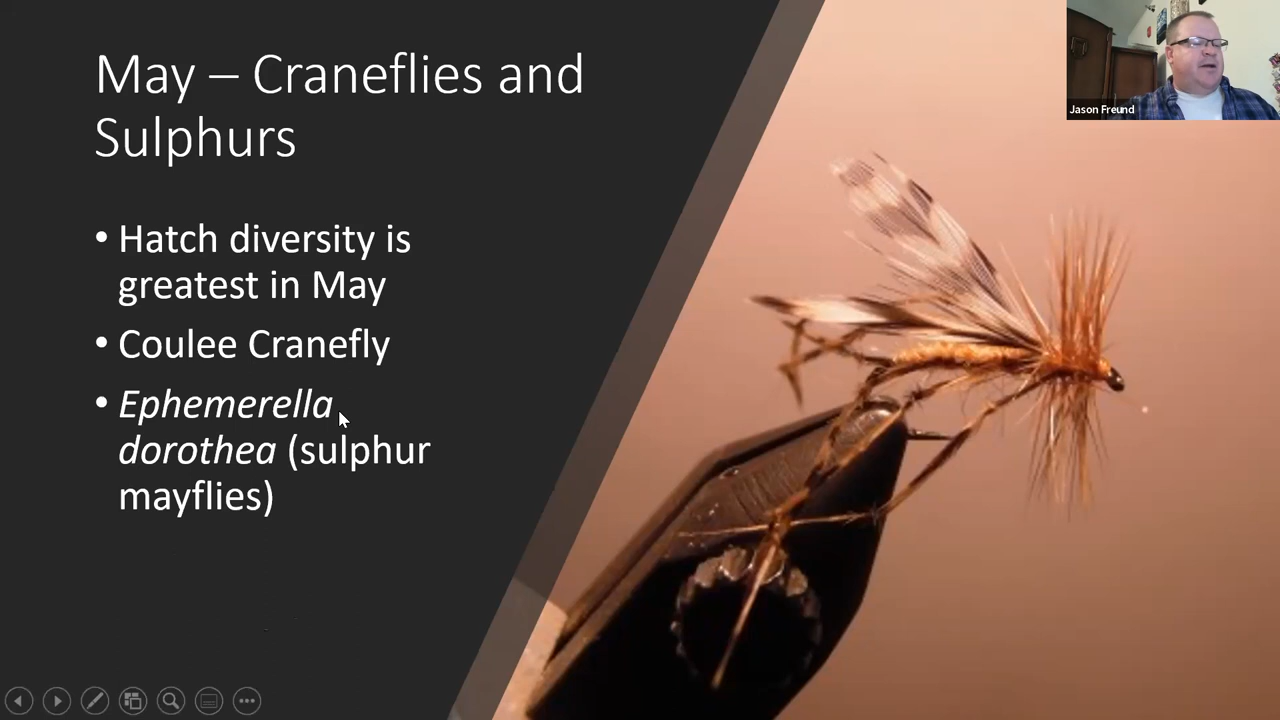 May – Craneflies and
Sulphurs
• Hatch diversity is
greatest in May
• Coulee Cranefly
• Ephemerella
dorothea (sulphur
mayflies)
Jason Freund